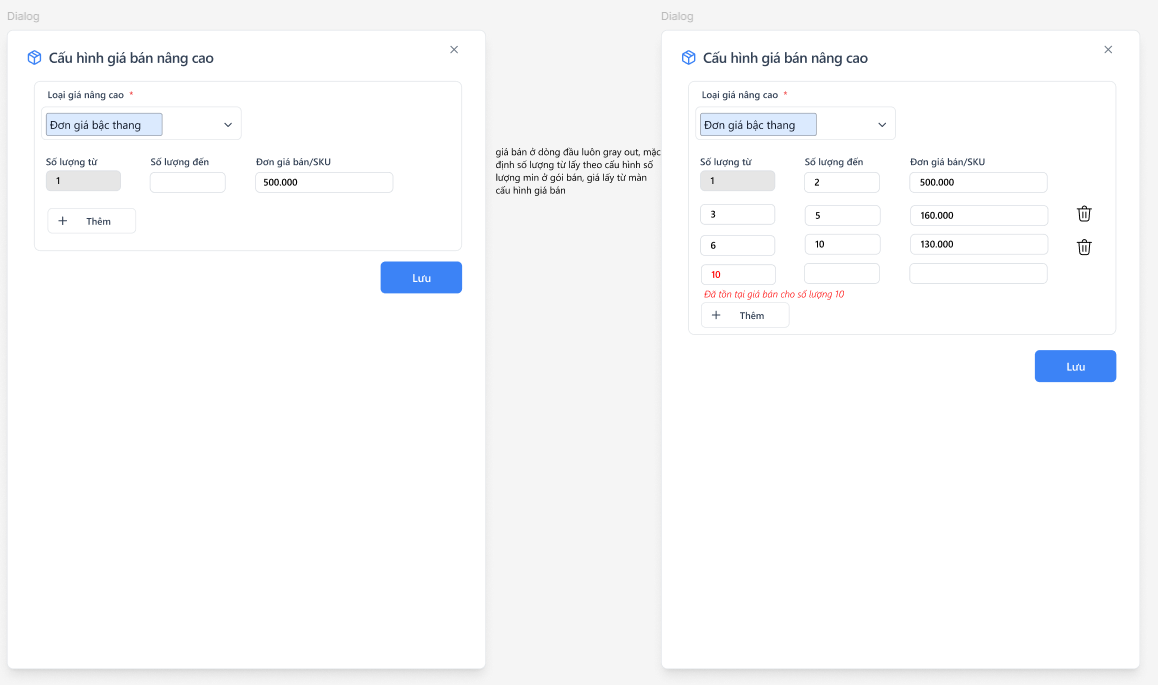 Dialog
Cấu hình giá bán nâng cao
Loại giá nâng cao *
Đơn giá bậc thang
Số lượng từ Số lượng đến Đơn giá bán/SKU
1 500.000
Thêm
Lưu
giá bán ở dòng đầu luôn gray out, mặc
định số lượng từ lấy theo cấu hình số
lượng min ở gói bán, giá lấy từ màn
cấu hình giá bán
Dialog
Cấu hình giá bán nâng cao
Loại giá nâng cao *
Đơn giá bậc thang
Số lượng từ Số lượng đến Đơn giá bán/SKU
1 2 500.000
3 5 160.000
6 10 130.000
10
Đã tồn tại giá bán cho số lượng 10
Thêm
Lưu